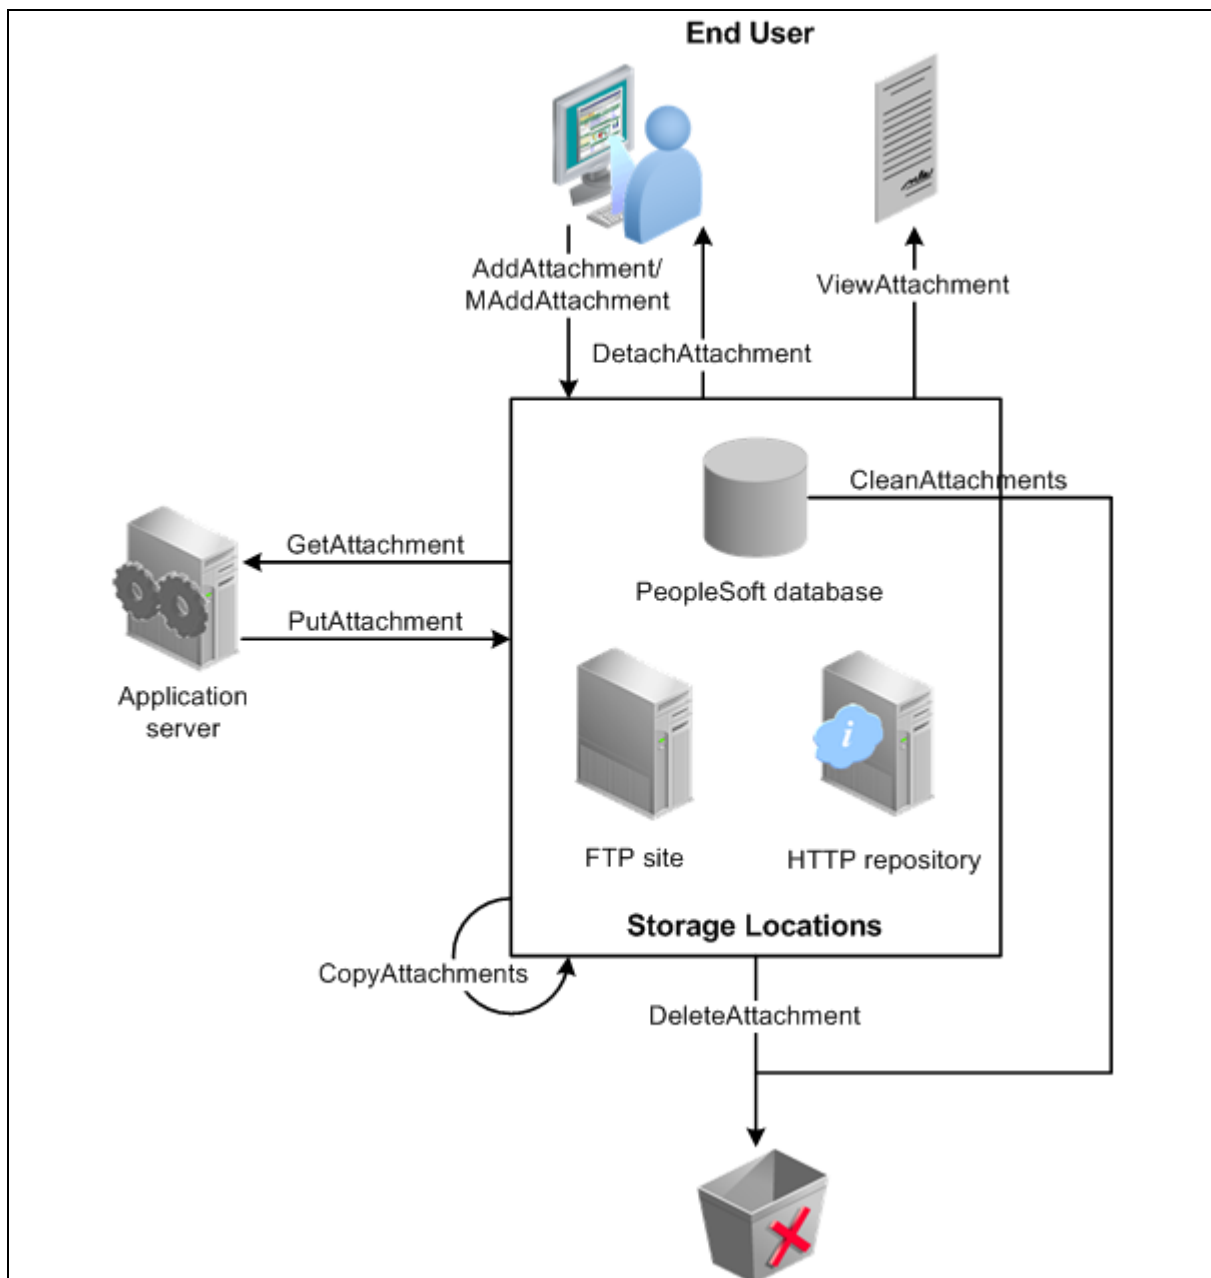 End User
AddAttachment/
MAddAttachment
ViewAttachment
DetachAttachment
CleanAttachments
GetAttachment
PeopleSoft database
PutAttachment
Application
server
i
FTP site
HTTP repository
Storage Locations
CopyAttachments
DeleteAttachment